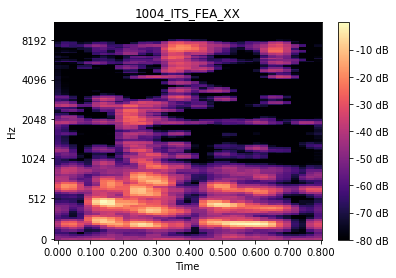 1004_ITS_FEA_XX
8192
4096
2048
1024
512
0
Hz
0.000 0.100 0.200 0.300 0.400 0.500 0.600 0.700 0.800
Time
-10 dB
-20 dB
-30 dB
-40 dB
-50 dB
-60 dB
-70 dB
-80 dB